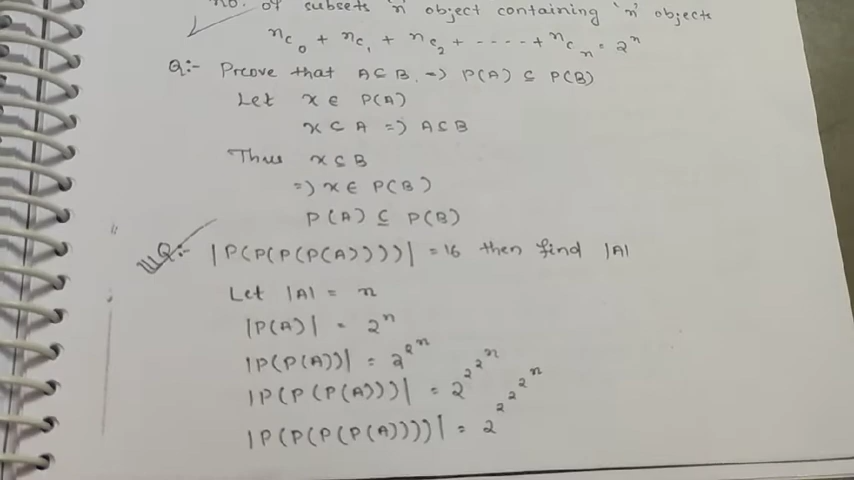 no. of subsets 'n' object containing 'n' objects
ⁿC₀ + ⁿC₁ + ⁿC₂ + ----- + ⁿCₙ = 2ⁿ
Q:- Prove that A⊆B, => P(A) ⊆ P(B)
Let x ∈ P(A)
x ⊂ A => A⊆B
Thus x ⊆ B
=> x ∈ P(B)
P(A) ⊆ P(B)
Q:- |P(P(P(P(A))))| = 16 then find |A|
Let |A| = n
|P(A)| = 2^n
|P(P(A))| = 2^2^n
|P(P(P(A)))| = 2^2^2^n
|P(P(P(P(A))))| = 2^2^2^2^n